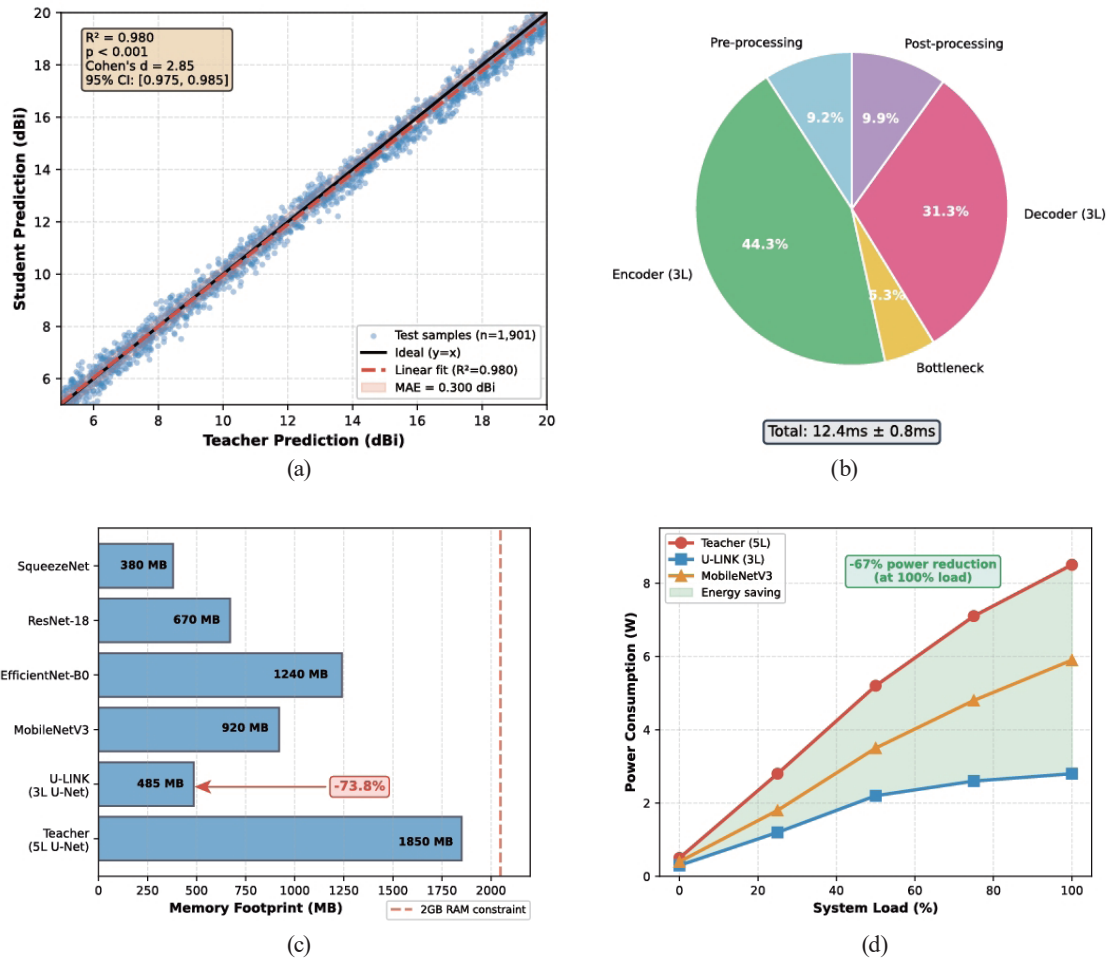 R² = 0.980
p < 0.001
Cohen's d = 2.85
95% CI: [0.975, 0.985]
20
18
16
14
12
10
8
6
Student Prediction (dBi)
Test samples (n=1,901)
Ideal (y=x)
Linear fit (R²=0.980)
MAE = 0.300 dBi
6
8
10
12
14
16
18
20
Teacher Prediction (dBi)
(a)
Pre-processing
Post-processing
9.2%
9.9%
31.3%
Decoder (3L)
44.3%
Encoder (3L)
5.3%
Bottleneck
Total: 12.4ms ± 0.8ms
(b)
SqueezeNet
380 MB
ResNet-18
670 MB
EfficientNet-B0
1240 MB
MobileNetV3
920 MB
U-LINK
(3L U-Net)
485 MB
-73.8%
Teacher
(5L U-Net)
1850 MB
0
250
500
750
1000
1250
1500
1750
2000
Memory Footprint (MB)
2GB RAM constraint
(c)
Teacher (5L)
U-LINK (3L)
MobileNetV3
Energy saving
-67% power reduction
(at 100% load)
8
6
4
2
0
Power Consumption (W)
0
20
40
60
80
100
System Load (%)
(d)